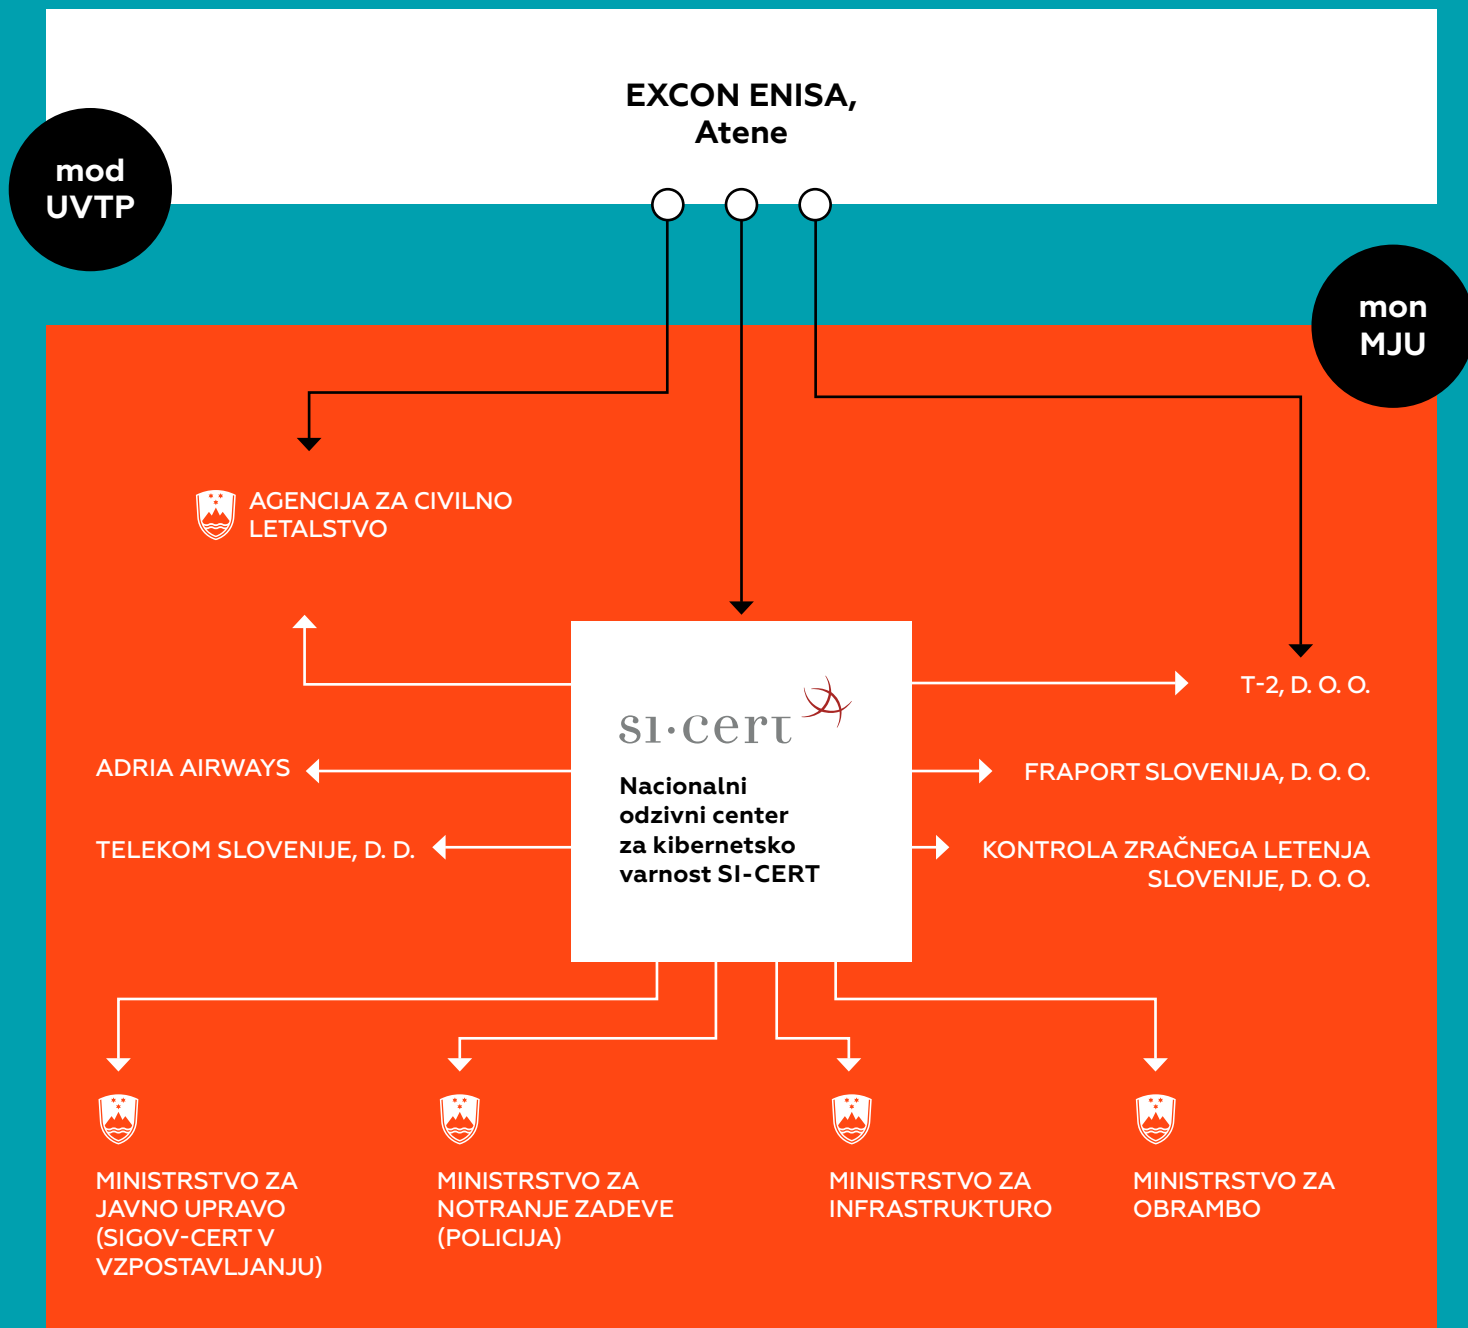 EXCON ENISA,
Atene
mod
UVTP
mon
MJU
AGENCIJA ZA CIVILNO
LETALSTVO
si·cert
Nacionalni
odzivni center
za kibernetsko
varnost SI-CERT
ADRIA AIRWAYS
TELEKOM SLOVENIJE, D. D.
T-2, D. O. O.
FRAPORT SLOVENIJA, D. O. O.
KONTROLA ZRAČNEGA LETENJA
SLOVENIJE, D. O. O.
MINISTRSTVO ZA
JAVNO UPRAVO
(SIGOV-CERT V
VZPOSTAVLJANJU)
MINISTRSTVO ZA
NOTRANJE ZADEVE
(POLICIJA)
MINISTRSTVO ZA
INFRASTRUKTURO
MINISTRSTVO ZA
OBRAMBO